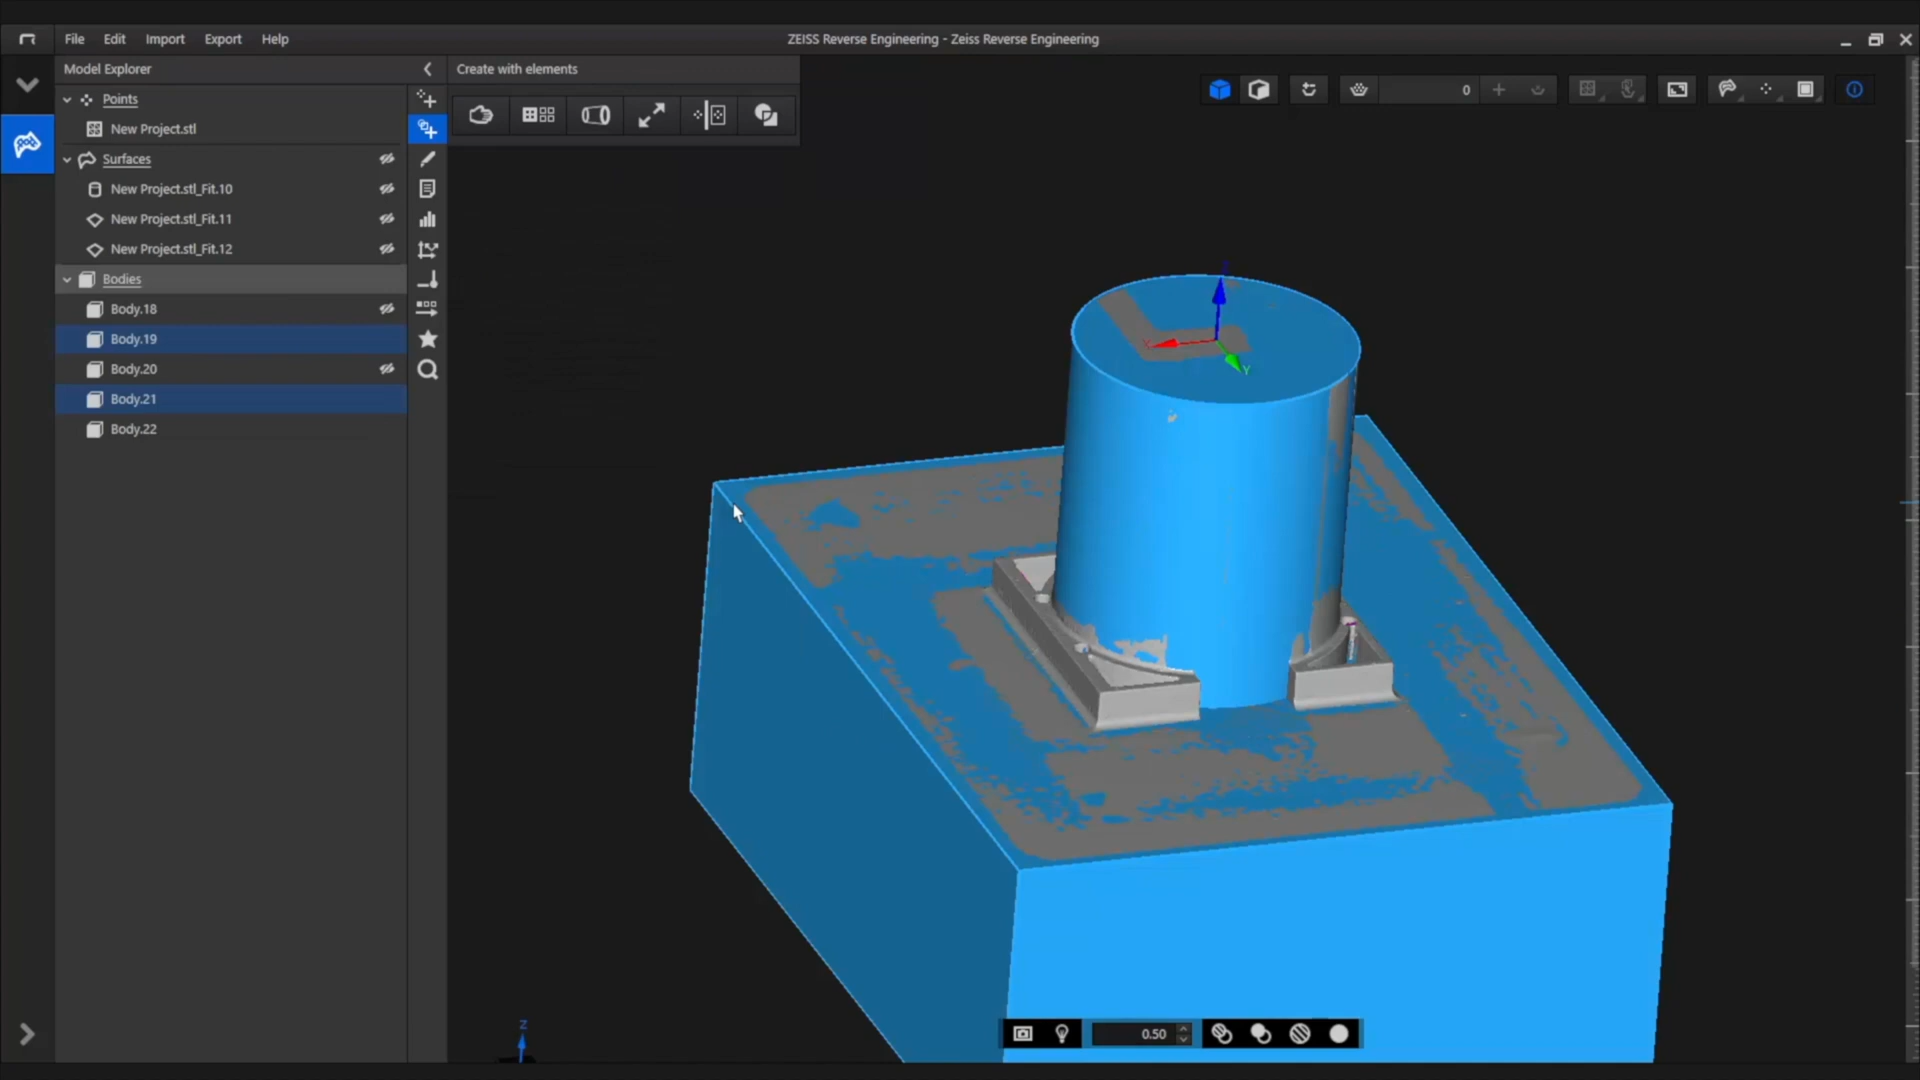 File Edit Import Export Help
ZEISS Reverse Engineering - Zeiss Reverse Engineering
Model Explorer
Create with elements
Points
New Project.stl
Surfaces
New Project.stl_Fit.10
New Project.stl_Fit.11
New Project.stl_Fit.12
Bodies
Body.18
Body.19
Body.20
Body.21
Body.22
0
X
Y
Z
0.50